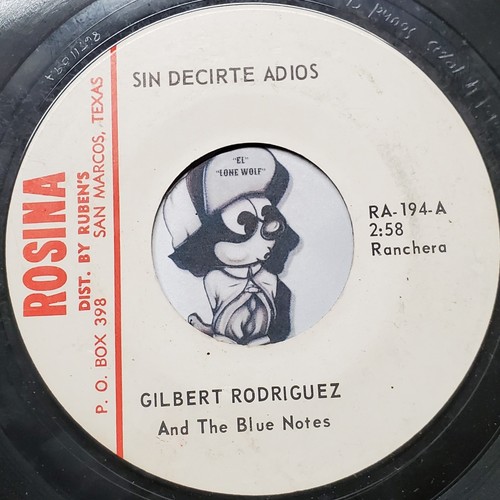 SIN DECIRTE ADIOS
"EL"
"LONE WOLF"
RA-194-A
2:58
Ranchera
ROSINA
DIST. BY RUBEN'S
SAN MARCOS, TEXAS
P. O. BOX 398
GILBERT RODRIGUEZ
And The Blue Notes